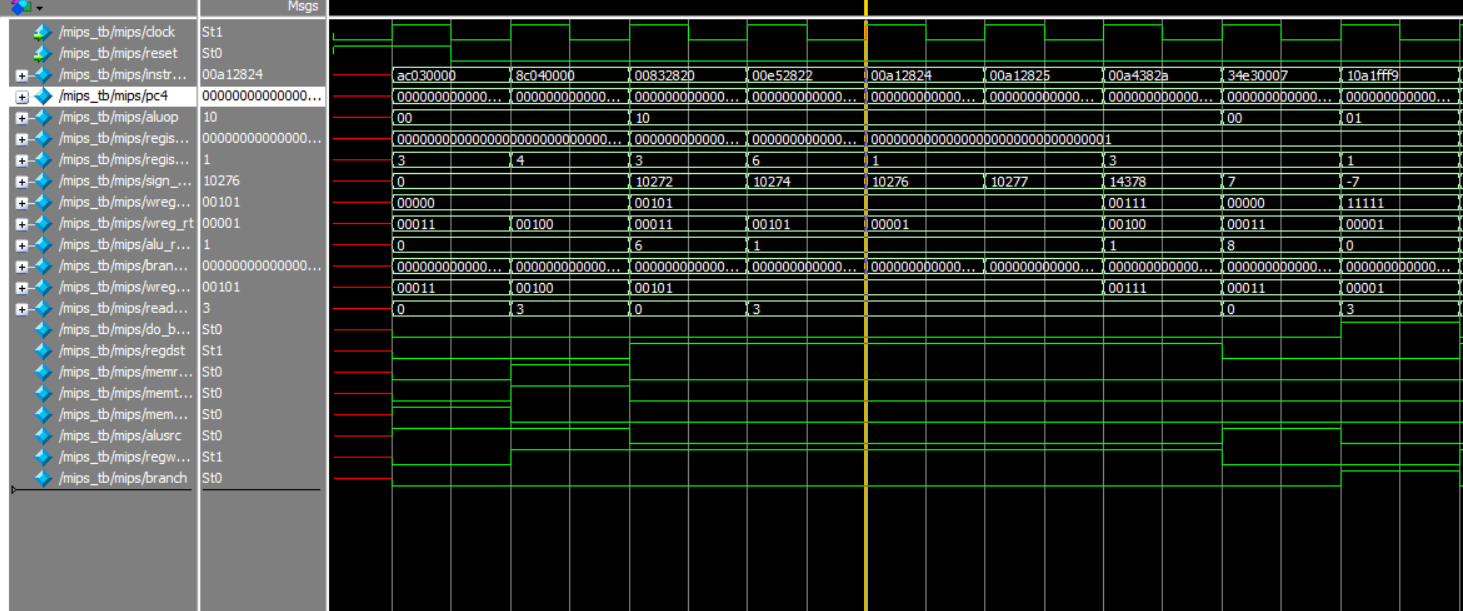 Msgs
/mips_tb/mips/clock St1
/mips_tb/mips/reset St0
/mips_tb/mips/instr... 00a12824 ac030000 8c040000 00832820 00e52822 00a12824 00a12825 00a4382a 34e30007 10a1fff9
/mips_tb/mips/pc4 00000000000000... 000000000000... 000000000000... 000000000000... 000000000000... 000000000000... 000000000000... 000000000000... 000000000000... 000000000000...
/mips_tb/mips/aluop 10 00 10 00 01
/mips_tb/mips/regis... 00000000000000... 00000000000000000000000000... 000000000000... 000000000000... 00000000000000000000000000000001
/mips_tb/mips/regis... 1 3 4 3 6 1 3 1
/mips_tb/mips/sign_... 10276 0 10272 10274 10276 10277 14378 7 -7
/mips_tb/mips/wreg... 00101 00000 00101 00111 00000 11111
/mips_tb/mips/wreg_rt 00001 00011 00100 00011 00101 00001 00100 00011 00001
/mips_tb/mips/alu_r... 1 0 6 1 1 8 0
/mips_tb/mips/bran... 00000000000000... 000000000000... 000000000000... 000000000000... 000000000000... 000000000000... 000000000000... 000000000000... 000000000000... 000000000000...
/mips_tb/mips/wreg... 00101 00011 00100 00101 00111 00011 00001
/mips_tb/mips/read... 3 0 3 0 3 0 3
/mips_tb/mips/do_b... St0
/mips_tb/mips/regdst St1
/mips_tb/mips/memr... St0
/mips_tb/mips/memt... St0
/mips_tb/mips/mem... St0
/mips_tb/mips/alusrc St0
/mips_tb/mips/regw... St1
/mips_tb/mips/branch St0